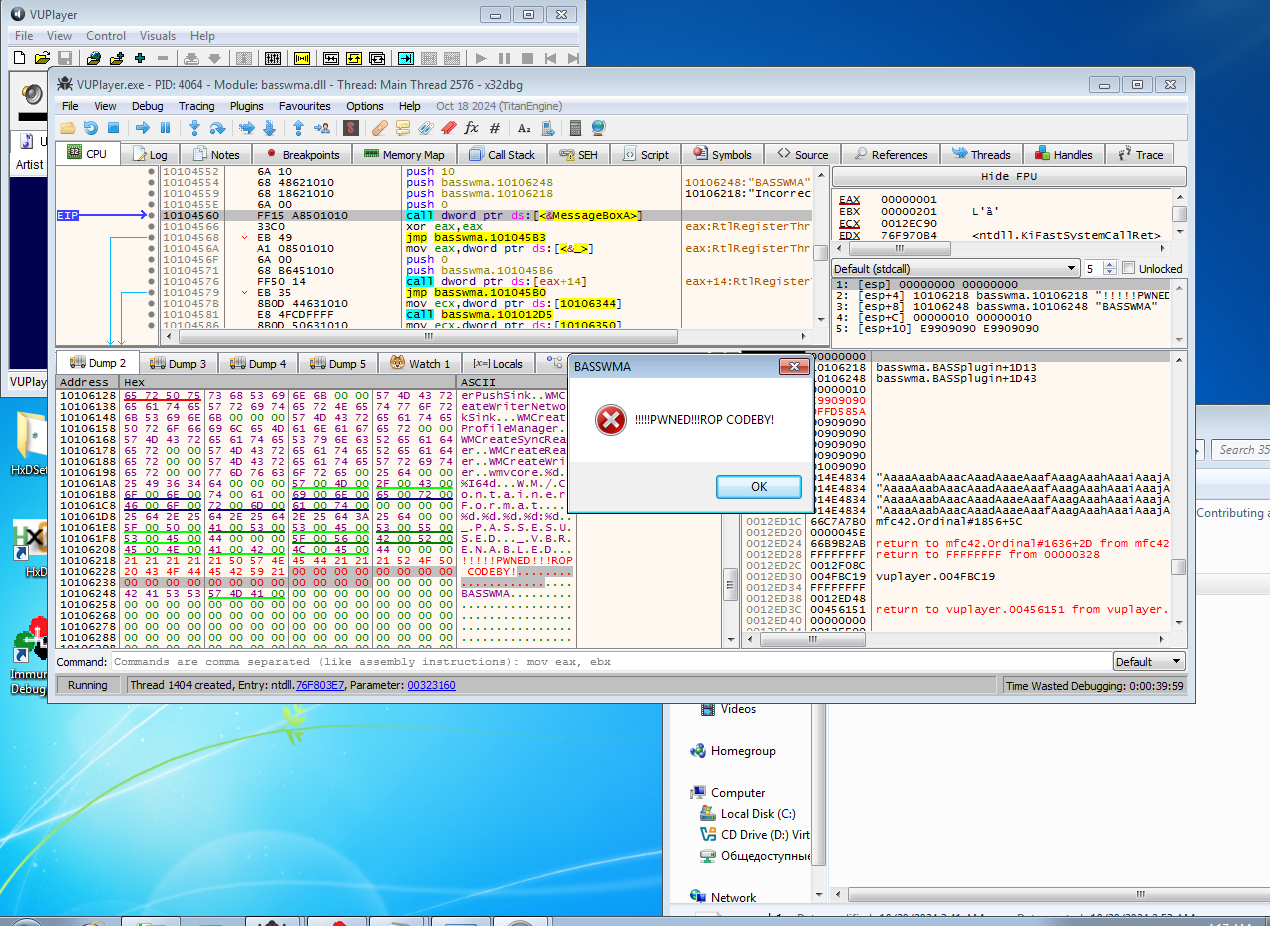 VUPlayer
File View Control Visuals Help
Artist
VUPlay
VUPlayer.exe - PID: 4064 - Module: basswma.dll - Thread: Main Thread 2576 - x32dbg
File View Debug Tracing Plugins Favourites Options Help Oct 18 2024 (TitanEngine)
CPU Log Notes Breakpoints Memory Map Call Stack SEH Script Symbols Source References Threads Handles Trace
10104552 6A 10 push 10
10104554 68 48621010 push basswma.10106248 10106248:"BASSWMA"
10104559 68 18621010 push basswma.10106218 10106218:"Incorrec
1010455E 6A 00 push 0
EIP 10104560 FF15 A8501010 call dword ptr ds:[<&MessageBoxA>]
10104566 33C0 xor eax,eax eax:RtlRegisterThr
10104568 EB 49 jmp basswma.101045B3
1010456A A1 08501010 mov eax,dword ptr ds:[<&_>] eax:RtlRegisterThr
1010456F 6A 00 push 0
10104571 68 B6451010 push basswma.101045B6
10104576 FF50 14 call dword ptr ds:[eax+14] eax+14:RtlRegister
10104579 EB 35 jmp basswma.101045B0
1010457B 8B0D 44631010 mov ecx,dword ptr ds:[10106344]
10104581 E8 4FCDFFFF call basswma.101012D5
10104586 8B0D 50631010 mov ecx,dword ptr ds:[10106350]
Hide FPU
EAX 00000001
EBX 00000201 L'ȁ'
ECX 0012EC90
EDX 76F970B4 <ntdll.KiFastSystemCallRet>
Default (stdcall) 5 Unlocked
1: [esp] 00000000 00000000
2: [esp+4] 10106218 basswma.10106218 "!!!!!PWNED
3: [esp+8] 10106248 basswma.10106248 "BASSWMA"
4: [esp+C] 00000010 00000010
5: [esp+10] E9909090 E9909090
Dump 2 Dump 3 Dump 4 Dump 5 Watch 1 Locals
Address Hex ASCII
10106128 65 72 50 75 73 68 53 69 6E 6B 00 00 57 4D 43 72 erPushSink..WMCr
10106138 65 61 74 65 57 72 69 74 65 72 4E 65 74 77 6F 72 eateWriterNetwor
10106148 6B 53 69 6E 6B 00 00 00 57 4D 43 72 65 61 74 65 kSink...WMCreate
10106158 50 72 6F 66 69 6C 65 4D 61 6E 61 67 65 72 00 00 ProfileManager..
10106168 57 4D 43 72 65 61 74 65 53 79 6E 63 52 65 61 64 WMCreateSyncRead
10106178 65 72 00 00 57 4D 43 72 65 61 74 65 52 65 61 64 er..WMCreateRead
10106188 65 72 00 00 57 4D 43 72 65 61 74 65 57 72 69 74 er..WMCreateWrit
10106198 65 72 00 00 77 6D 76 63 6F 72 65 00 25 64 00 00 er..wmvcore.%d..
101061A8 25 49 36 34 64 00 00 00 57 00 4D 00 2F 00 43 00 %I64d...W.M./.C.
101061B8 6F 00 6E 00 74 00 61 00 69 00 6E 00 65 00 72 00 o.n.t.a.i.n.e.r.
101061C8 46 00 6F 00 72 00 6D 00 61 00 74 00 00 00 00 00 F.o.r.m.a.t.....
101061D8 25 64 2E 25 64 2E 25 64 2E 25 64 3A 25 64 00 00 %d.%d.%d.%d:%d..
101061E8 5F 00 50 00 41 00 53 00 53 00 45 00 53 00 55 00 _.P.A.S.S.E.S.U.
101061F8 53 00 45 00 44 00 00 00 5F 00 56 00 42 00 52 00 S.E.D..._.V.B.R.
10106208 45 00 4E 00 41 00 42 00 4C 00 45 00 44 00 00 00 E.N.A.B.L.E.D...
10106218 21 21 21 21 21 50 57 4E 45 44 21 21 21 52 4F 50 !!!!!PWNED!!!ROP
10106228 20 43 4F 44 45 42 59 21 00 00 00 00 00 00 00 00 CODEBY!........
10106238 00 00 00 00 00 00 00 00 00 00 00 00 00 00 00 00 ................
10106248 42 41 53 53 57 4D 41 00 00 00 00 00 00 00 00 00 BASSWMA.........
10106258 00 00 00 00 00 00 00 00 00 00 00 00 00 00 00 00 ................
10106268 00 00 00 00 00 00 00 00 00 00 00 00 00 00 00 00 ................
10106278 00 00 00 00 00 00 00 00 00 00 00 00 00 00 00 00 ................
10106288 00 00 00 00 00 00 00 00 00 00 00 00 00 00 00 00 ................
BASSWMA
!!!!!PWNED!!!ROP CODEBY!
OK
00000000
10106218 basswma.BASSplugin+1D13
10106248 basswma.BASSplugin+1D43
00000010
E9909090
0FFD585A
90909090
90909090
90909090
01009090
014E4834 "AaaaAaabAaacAaadAaaeAaafAaagAaahAaaiAaajA
014E4834 "AaaaAaabAaacAaadAaaeAaafAaagAaahAaaiAaajA
014E4834 "AaaaAaabAaacAaadAaaeAaafAaagAaahAaaiAaajA
014E4834 "AaaaAaabAaacAaadAaaeAaafAaagAaahAaaiAaajA
0012ED1C 66C7A7B0 mfc42.Ordinal#1856+5C
0012ED20 0000045E
0012ED24 66B9B2A8 return to mfc42.Ordinal#1636+2D from mfc42
0012ED28 FFFFFFFF return to FFFFFFFF from 00000328
0012ED2C 0012F08C
0012ED30 004FBC19 vuplayer.004FBC19
0012ED34 FFFFFFFF
0012ED38 0012ED48
0012ED3C 00456151 return to vuplayer.00456151 from vuplayer.
0012ED40 00000000
Command: Commands are comma separated (like assembly instructions): mov eax, ebx Default
Running Thread 1404 created, Entry: ntdll.76F803E7, Parameter: 00323160 Time Wasted Debugging: 0:00:39:59
HxDSet
HxD
Immun
Debug
Search 35
Contributing a
Videos
Homegroup
Computer
Local Disk (C:)
CD Drive (D:) Virt
Общедоступные
Network